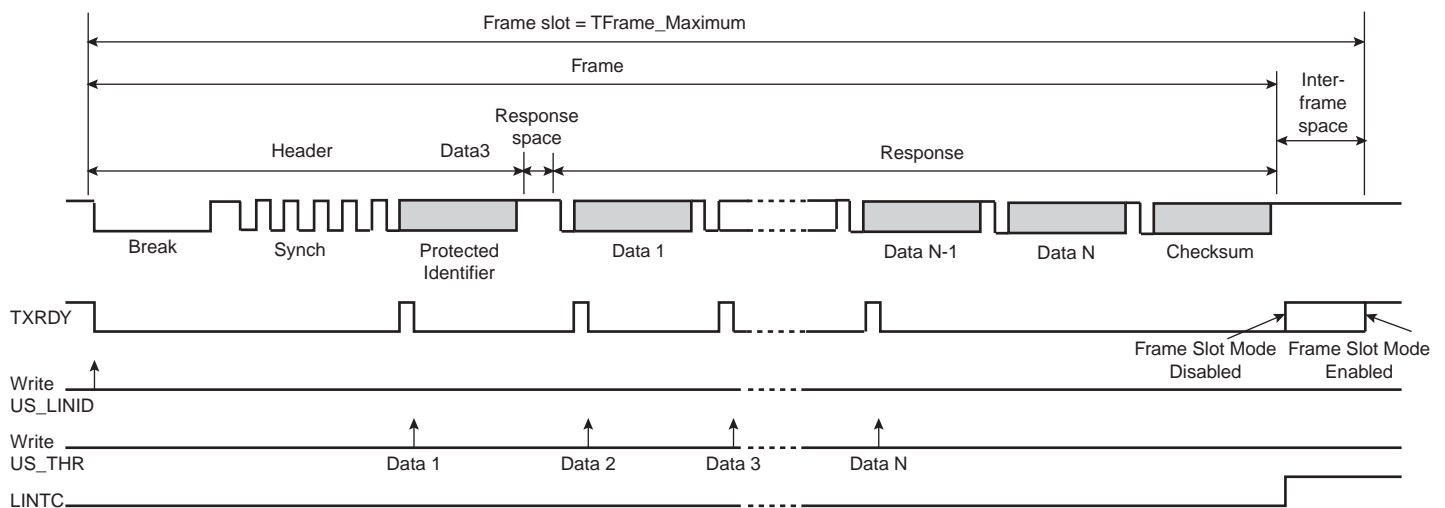 Frame slot = TFrame_Maximum
Frame
Inter-
frame
space
Response
space
Header
Data3
Response
Break
Synch
Protected
Identifier
Data 1
Data N-1
Data N
Checksum
TXRDY
Frame Slot Mode
Disabled
Frame Slot Mode
Enabled
Write
US_LINID
Write
US_THR
Data 1
Data 2
Data 3
Data N
LINTC